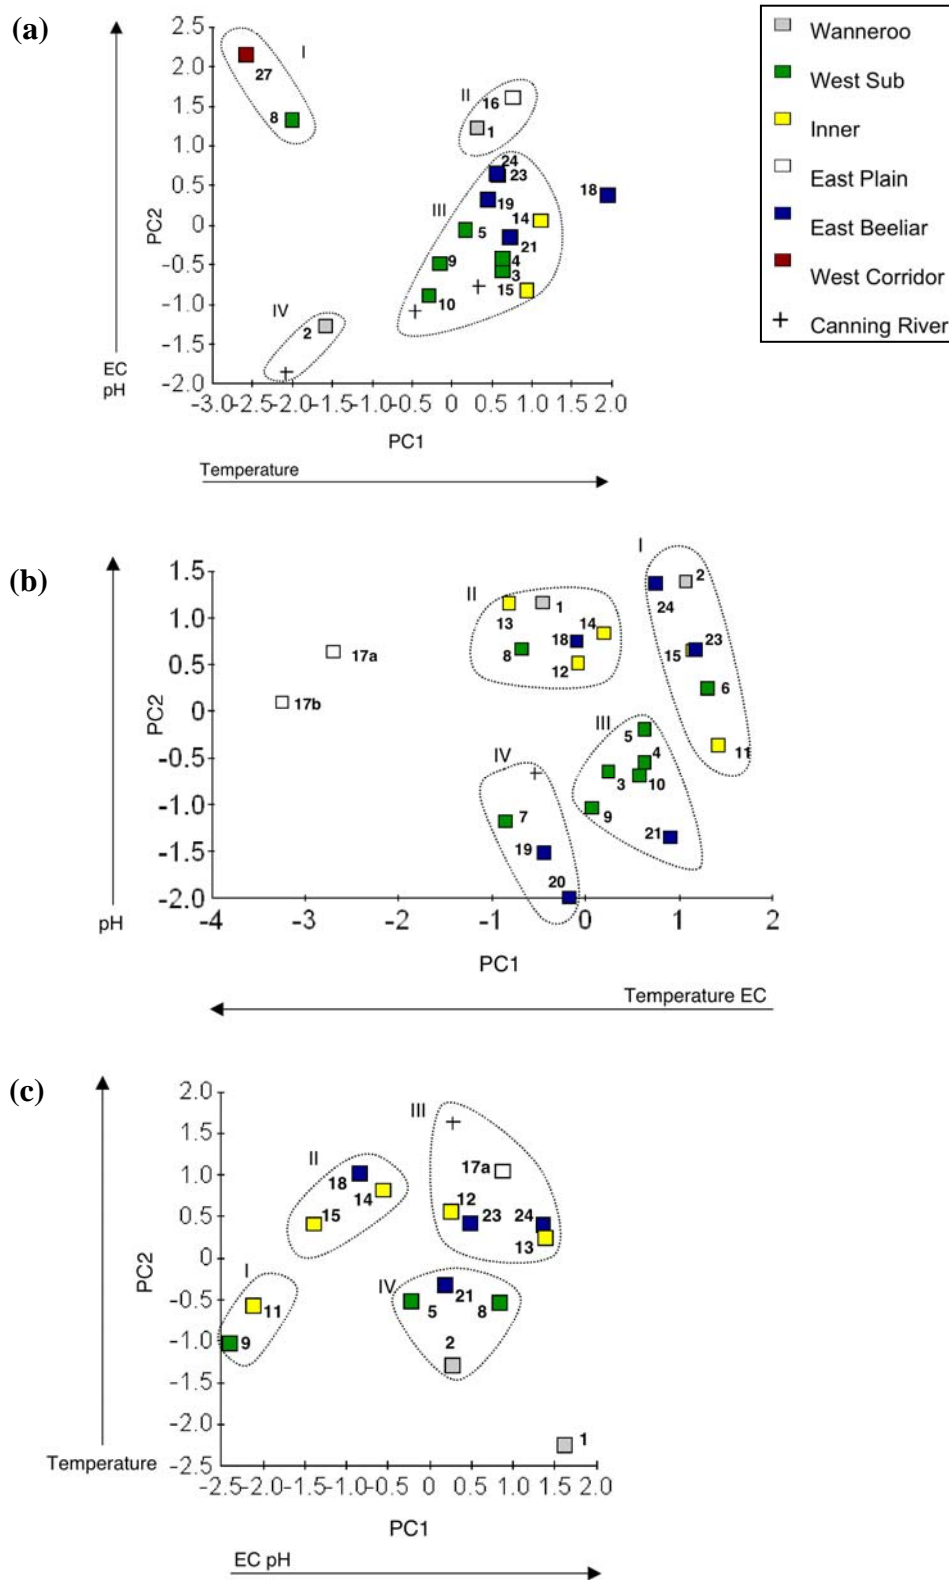 (a)
2.5
2.0
1.5
1.0
0.5
0
-0.5
-1.0
-1.5
-2.0
PC2
EC
pH
I
27
8
II
16
1
III
24
23
19
14
18
5
21
9
4
3
15
10
IV
2
-3.0-2.5-2.0-1.5-1.0-0.5 0 0.5 1.0 1.5 2.0
PC1
Temperature
Wanneroo
West Sub
Inner
East Plain
East Beeliar
West Corridor
Canning River
(b)
1.5
1.0
0.5
0
-0.5
-1.0
-1.5
-2.0
PC2
pH
I
2
24
23
15
6
11
II
13
1
14
18
8
12
17a
17b
III
5
4
3
10
9
21
IV
7
19
20
-4 -3 -2 -1 0 1 2
PC1
Temperature EC
(c)
2.0
1.5
1.0
0.5
0
-0.5
-1.0
-1.5
-2.0
-2.5
PC2
Temperature
III
17a
12
23
24
13
II
18
14
15
I
11
9
IV
5
21
8
2
1
-2.5-2.0-1.5-1.0-0.5 0 0.5 1.0 1.5 2.0
PC1
EC pH